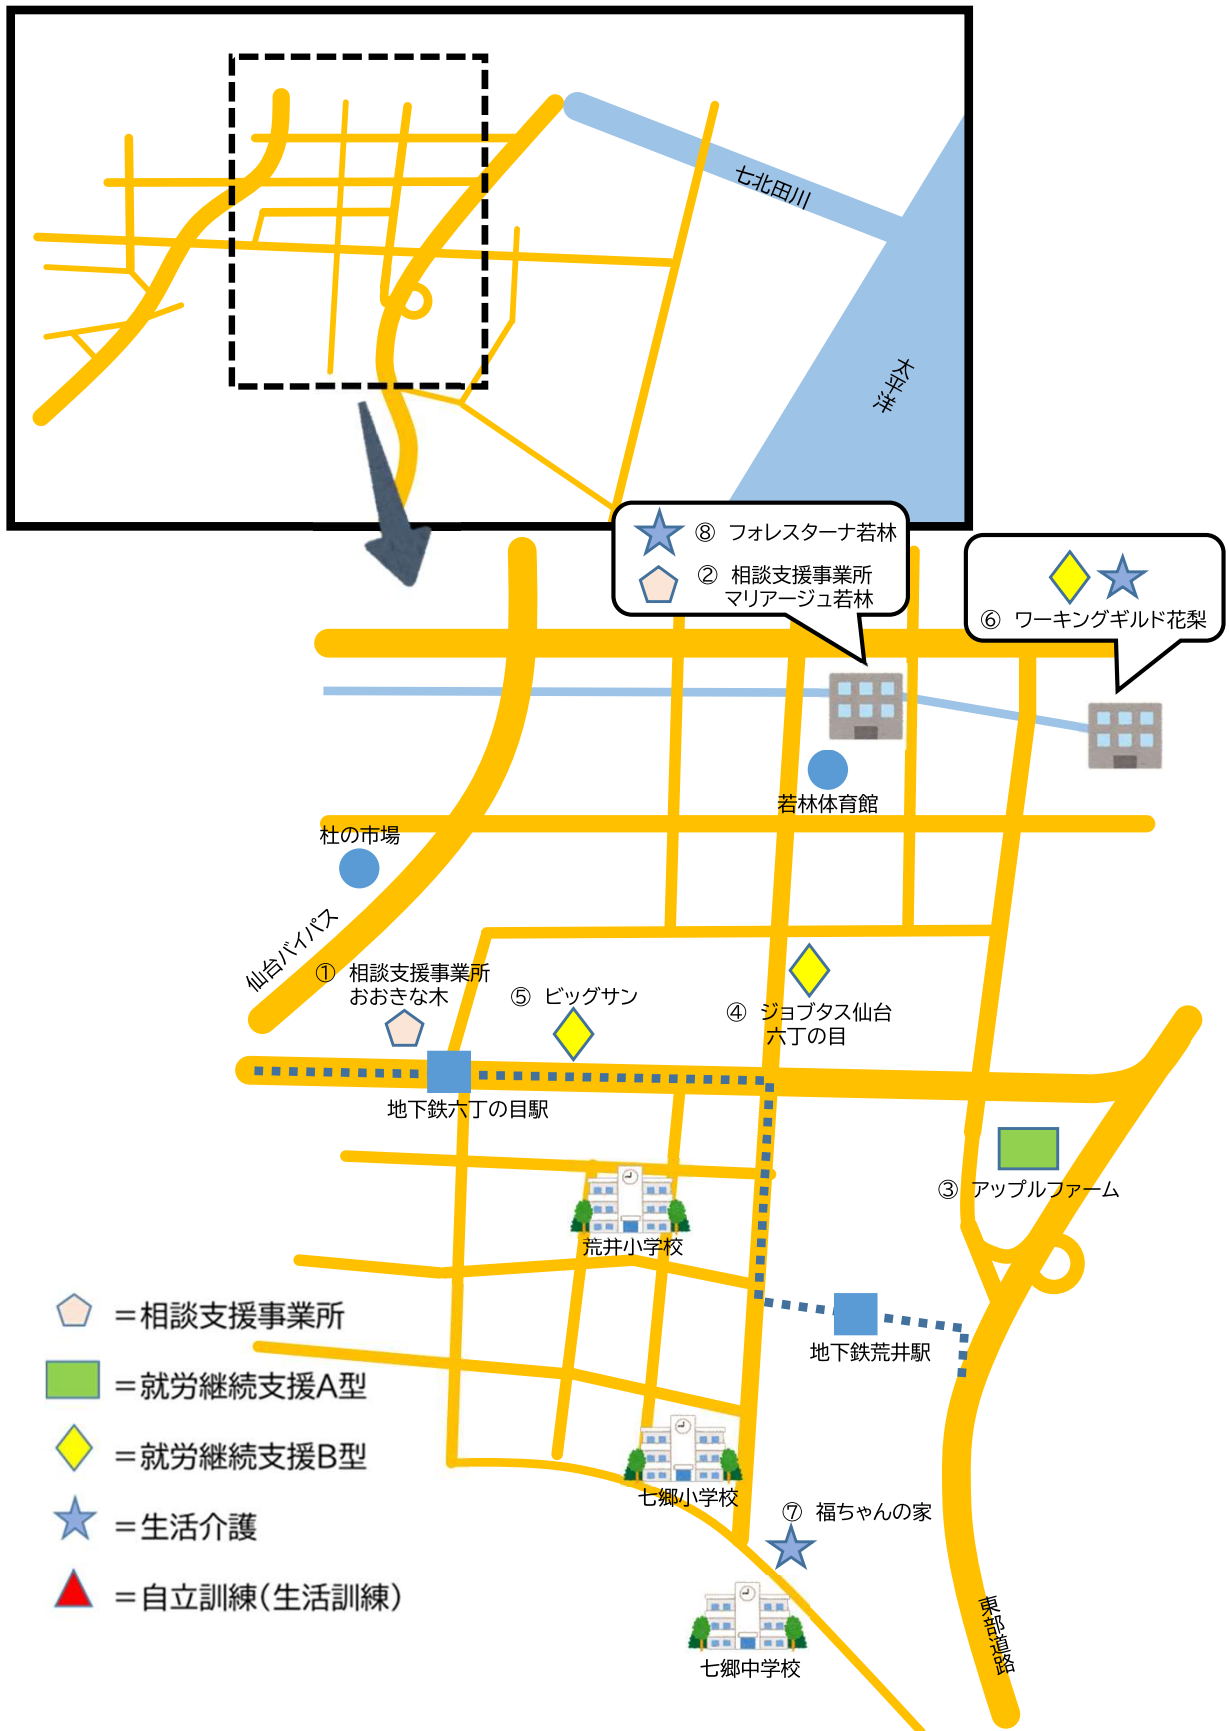 七北田川
太平洋
⑧ フォレスターナ若林
② 相談支援事業所
マリアージュ若林
⑥ ワーキングギルド花梨
若林体育館
杜の市場
仙台バイパス
① 相談支援事業所
おおきな木
⑤ ビッグサン
④ ジョブタス仙台
六丁の目
地下鉄六丁の目駅
③ アップルファーム
荒井小学校
地下鉄荒井駅
=相談支援事業所
=就労継続支援A型
=就労継続支援B型
=生活介護
=自立訓練(生活訓練)
七郷小学校
⑦ 福ちゃんの家
東部道路
七郷中学校